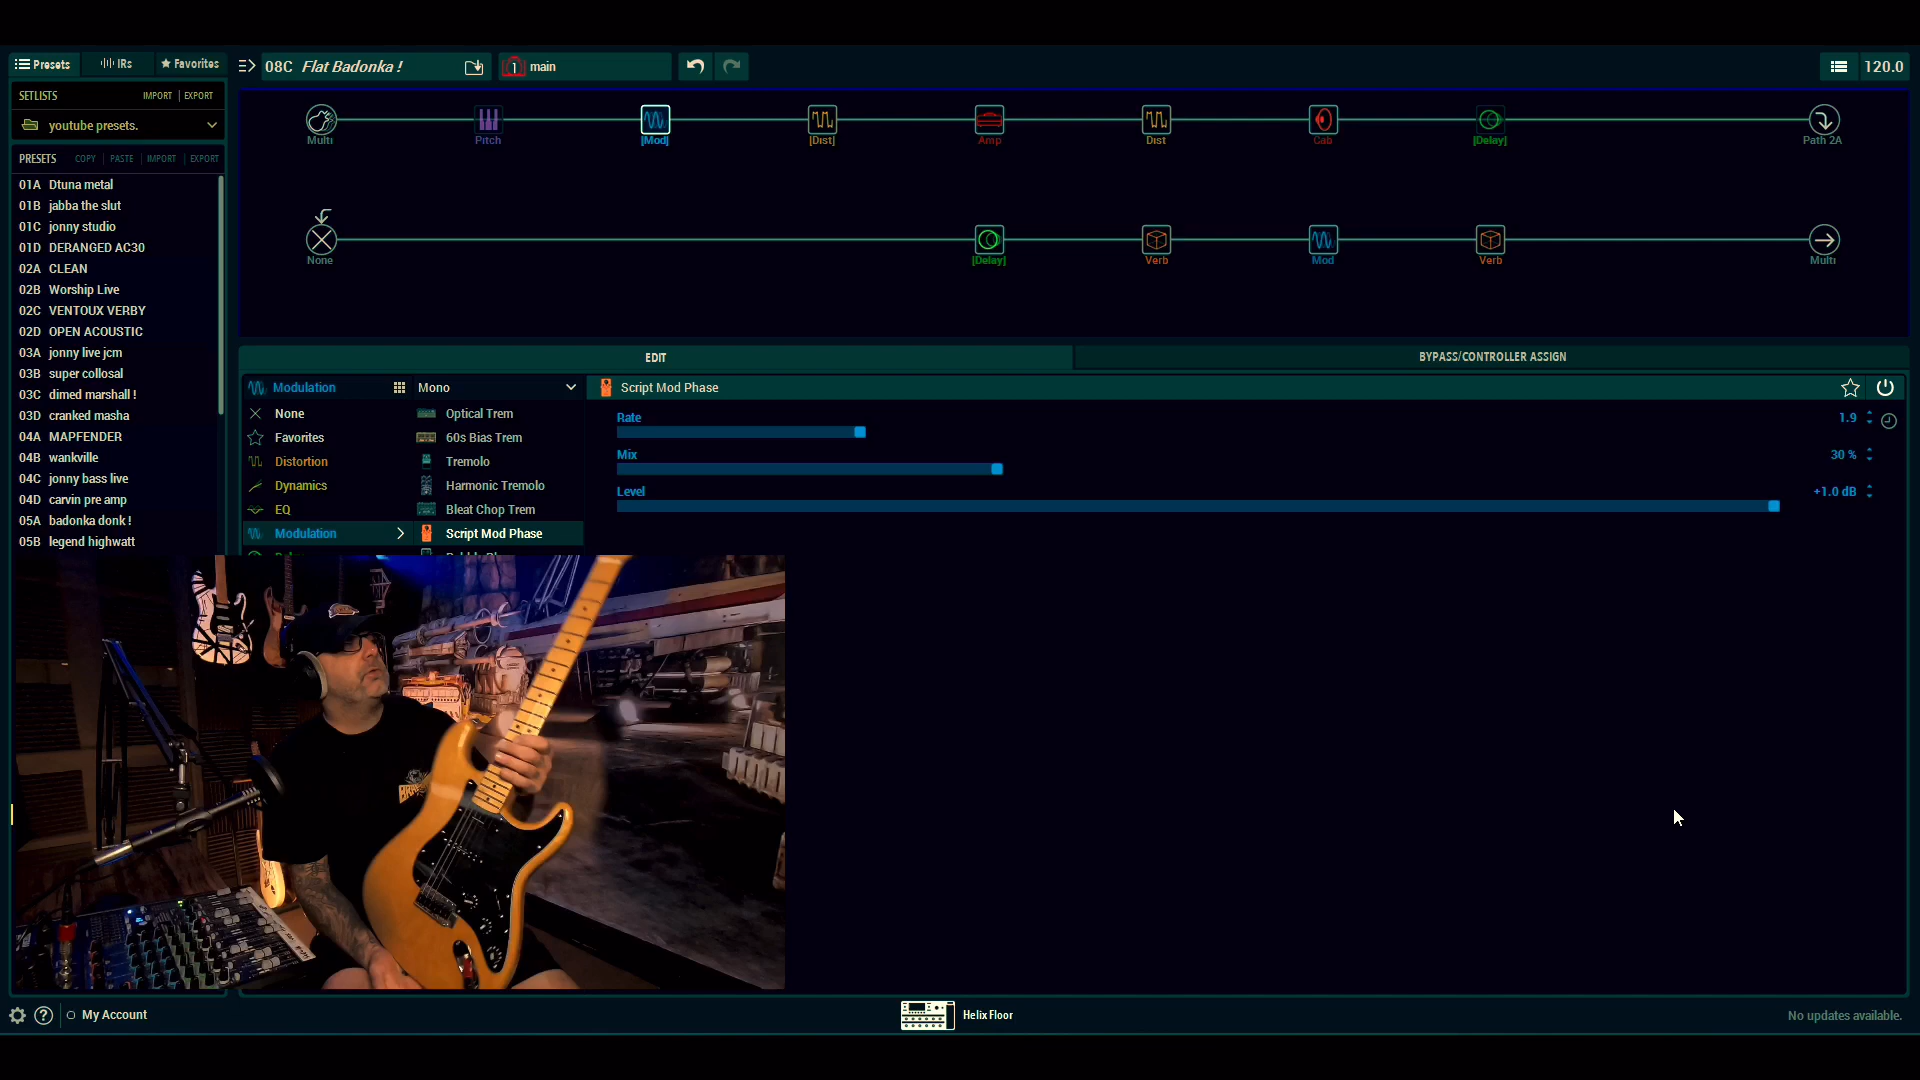 Presets IRs Favorites
08C Flat Badonka !
1 main
120.0
SETLISTS IMPORT | EXPORT
youtube presets.
PRESETS COPY | PASTE | IMPORT | EXPORT
01A Dtuna metal
01B jabba the slut
01C jonny studio
01D DERANGED AC30
02A CLEAN
02B Worship Live
02C VENTOUX VERBY
02D OPEN ACOUSTIC
03A jonny live jcm
03B super collosal
03C dimed marshall !
03D cranked masha
04A MAPFENDER
04B wankville
04C jonny bass live
04D carvin pre amp
05A badonka donk !
05B legend highwatt
Multi Pitch [Mod] [Dist] Amp Dist Cab [Delay] Path 2A
None [Delay] Verb Mod Verb Multi
EDIT
BYPASS/CONTROLLER ASSIGN
Modulation
None
Favorites
Distortion
Dynamics
EQ
Modulation
Mono
Optical Trem
60s Bias Trem
Tremolo
Harmonic Tremolo
Bleat Chop Trem
Script Mod Phase
Script Mod Phase
Rate 1.9
Mix 30 %
Level +1.0 dB
My Account
Helix Floor
No updates available.